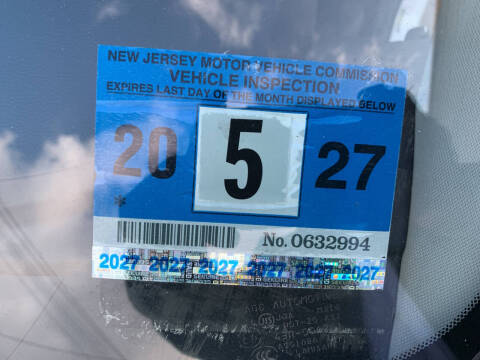 NEW JERSEY MOTOR VEHICLE COMMISSION
VEHICLE INSPECTION
EXPIRES LAST DAY OF THE MONTH DISPLAYED BELOW
20 5 27
*
No. 0632994
2027 2027 2027 2027 2027 2027